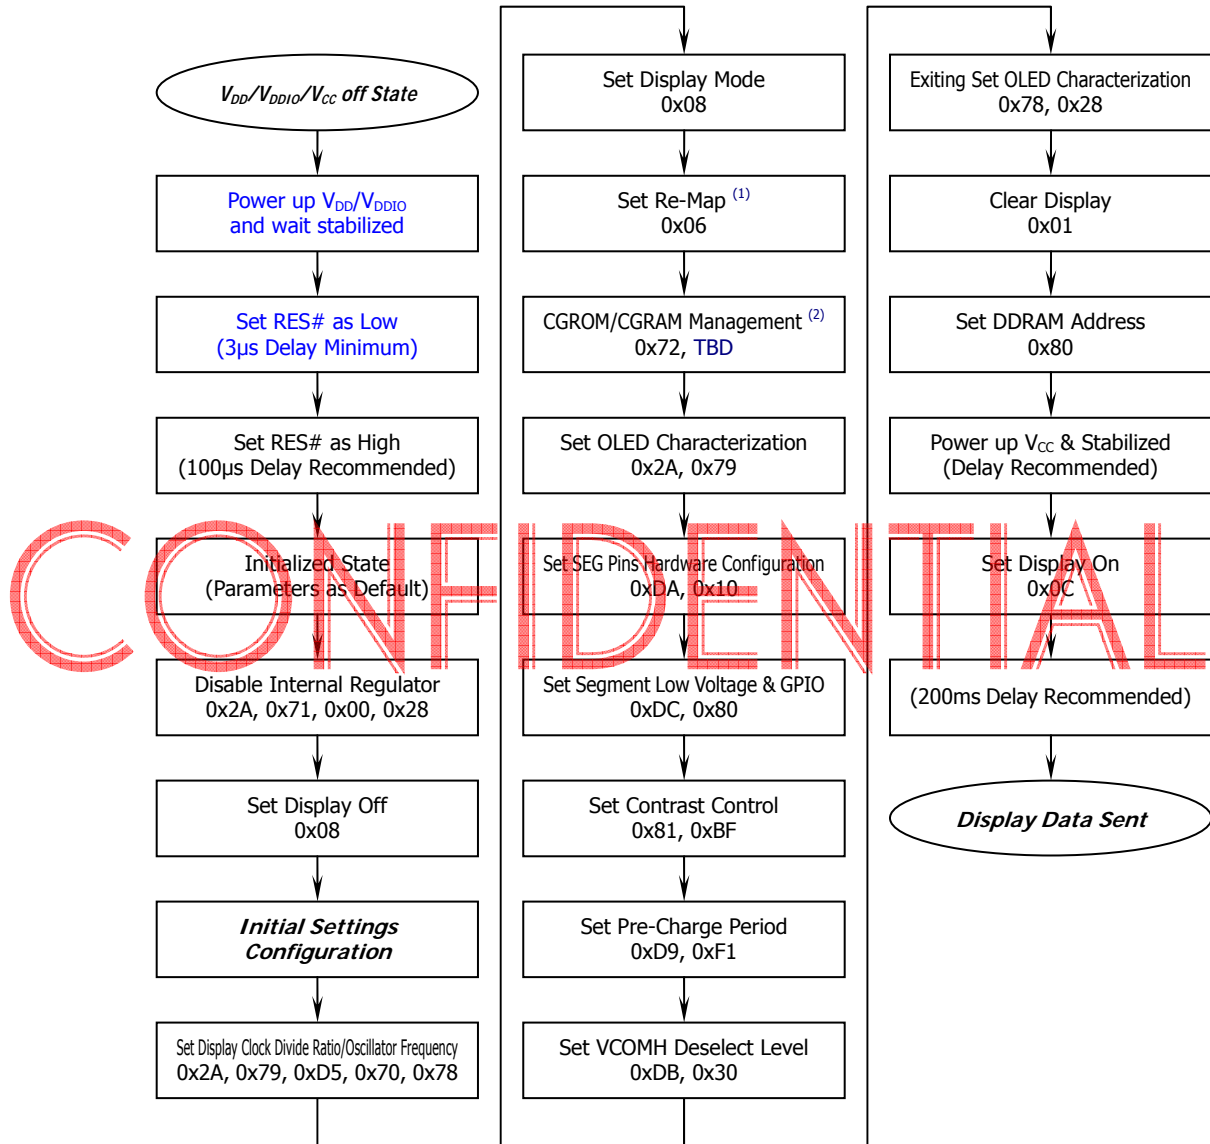 V_DD/V_DDIO/V_CC off State
Power up V_DD/V_DDIO
and wait stabilized
Set RES# as Low
(3µs Delay Minimum)
Set RES# as High
(100µs Delay Recommended)
Initialized State
(Parameters as Default)
Disable Internal Regulator
0x2A, 0x71, 0x00, 0x28
Set Display Off
0x08
Initial Settings
Configuration
Set Display Clock Divide Ratio/Oscillator Frequency
0x2A, 0x79, 0xD5, 0x70, 0x78
Set Display Mode
0x08
Set Re-Map (1)
0x06
CGROM/CGRAM Management (2)
0x72, TBD
Set OLED Characterization
0x2A, 0x79
Set SEG Pins Hardware Configuration
0xDA, 0x10
Set Segment Low Voltage & GPIO
0xDC, 0x80
Set Contrast Control
0x81, 0xBF
Set Pre-Charge Period
0xD9, 0xF1
Set VCOMH Deselect Level
0xDB, 0x30
Exiting Set OLED Characterization
0x78, 0x28
Clear Display
0x01
Set DDRAM Address
0x80
Power up V_CC & Stabilized
(Delay Recommended)
Set Display On
0x0C
(200ms Delay Recommended)
Display Data Sent
CONFIDENTIAL